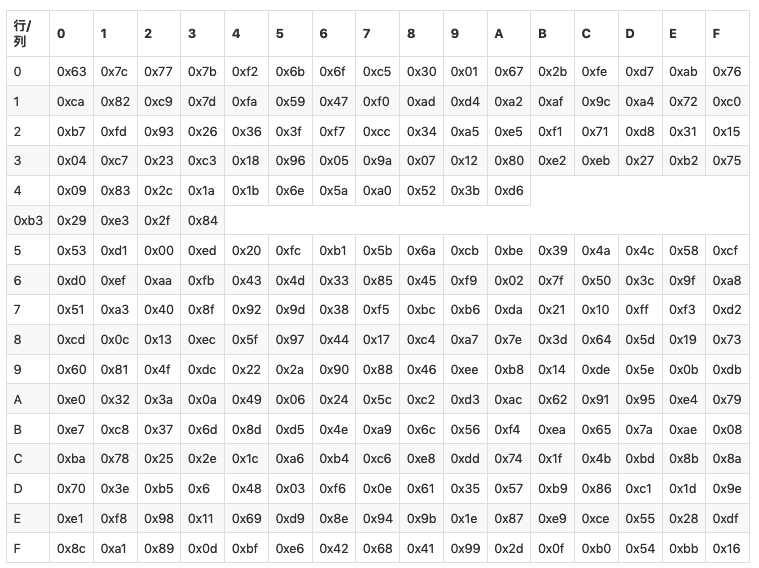 行/列 0 1 2 3 4 5 6 7 8 9 A B C D E F
0 0x63 0x7c 0x77 0x7b 0xf2 0x6b 0x6f 0xc5 0x30 0x01 0x67 0x2b 0xfe 0xd7 0xab 0x76
1 0xca 0x82 0xc9 0x7d 0xfa 0x59 0x47 0xf0 0xad 0xd4 0xa2 0xaf 0x9c 0xa4 0x72 0xc0
2 0xb7 0xfd 0x93 0x26 0x36 0x3f 0xf7 0xcc 0x34 0xa5 0xe5 0xf1 0x71 0xd8 0x31 0x15
3 0x04 0xc7 0x23 0xc3 0x18 0x96 0x05 0x9a 0x07 0x12 0x80 0xe2 0xeb 0x27 0xb2 0x75
4 0x09 0x83 0x2c 0x1a 0x1b 0x6e 0x5a 0xa0 0x52 0x3b 0xd6
0xb3 0x29 0xe3 0x2f 0x84
5 0x53 0xd1 0x00 0xed 0x20 0xfc 0xb1 0x5b 0x6a 0xcb 0xbe 0x39 0x4a 0x4c 0x58 0xcf
6 0xd0 0xef 0xaa 0xfb 0x43 0x4d 0x33 0x85 0x45 0xf9 0x02 0x7f 0x50 0x3c 0x9f 0xa8
7 0x51 0xa3 0x40 0x8f 0x92 0x9d 0x38 0xf5 0xbc 0xb6 0xda 0x21 0x10 0xff 0xf3 0xd2
8 0xcd 0x0c 0x13 0xec 0x5f 0x97 0x44 0x17 0xc4 0xa7 0x7e 0x3d 0x64 0x5d 0x19 0x73
9 0x60 0x81 0x4f 0xdc 0x22 0x2a 0x90 0x88 0x46 0xee 0xb8 0x14 0xde 0x5e 0x0b 0xdb
A 0xe0 0x32 0x3a 0x0a 0x49 0x06 0x24 0x5c 0xc2 0xd3 0xac 0x62 0x91 0x95 0xe4 0x79
B 0xe7 0xc8 0x37 0x6d 0x8d 0xd5 0x4e 0xa9 0x6c 0x56 0xf4 0xea 0x65 0x7a 0xae 0x08
C 0xba 0x78 0x25 0x2e 0x1c 0xa6 0xb4 0xc6 0xe8 0xdd 0x74 0x1f 0x4b 0xbd 0x8b 0x8a
D 0x70 0x3e 0xb5 0x6 0x48 0x03 0xf6 0x0e 0x61 0x35 0x57 0xb9 0x86 0xc1 0x1d 0x9e
E 0xe1 0xf8 0x98 0x11 0x69 0xd9 0x8e 0x94 0x9b 0x1e 0x87 0xe9 0xce 0x55 0x28 0xdf
F 0x8c 0xa1 0x89 0x0d 0xbf 0xe6 0x42 0x68 0x41 0x99 0x2d 0x0f 0xb0 0x54 0xbb 0x16